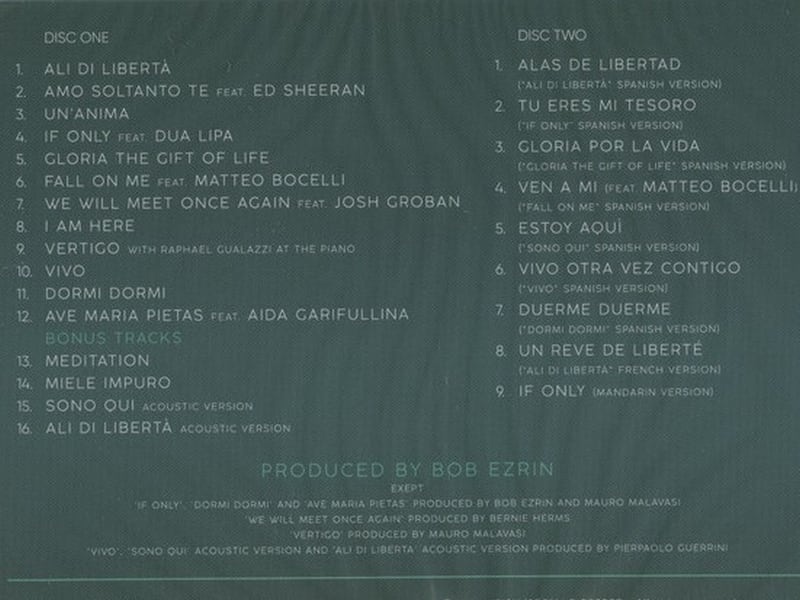 DISC ONE
1. ALI DI LIBERTÀ
2. AMO SOLTANTO TE FEAT. ED SHEERAN
3. UN'ANIMA
4. IF ONLY FEAT. DUA LIPA
5. GLORIA THE GIFT OF LIFE
6. FALL ON ME FEAT. MATTEO BOCELLI
7. WE WILL MEET ONCE AGAIN FEAT. JOSH GROBAN
8. I AM HERE
9. VERTIGO WITH RAPHAEL GUALAZZI AT THE PIANO
10. VIVO
11. DORMI DORMI
12. AVE MARIA PIETAS FEAT. AIDA GARIFULLINA
BONUS TRACKS
13. MEDITATION
14. MIELE IMPURO
15. SONO QUI ACOUSTIC VERSION
16. ALI DI LIBERTÀ ACOUSTIC VERSION
DISC TWO
1. ALAS DE LIBERTAD
("ALI DI LIBERTÀ" SPANISH VERSION)
2. TU ERES MI TESORO
("IF ONLY" SPANISH VERSION)
3. GLORIA POR LA VIDA
("GLORIA THE GIFT OF LIFE" SPANISH VERSION)
4. VEN A MI (FEAT. MATTEO BOCELLI)
("FALL ON ME" SPANISH VERSION)
5. ESTOY AQUÌ
("SONO QUI" SPANISH VERSION)
6. VIVO OTRA VEZ CONTIGO
("VIVO" SPANISH VERSION)
7. DUERME DUERME
("DORMI DORMI" SPANISH VERSION)
8. UN REVE DE LIBERTÉ
("ALI DI LIBERTÀ" FRENCH VERSION)
9. IF ONLY (MANDARIN VERSION)
PRODUCED BY BOB EZRIN
EXEPT
'IF ONLY', 'DORMI DORMI' AND 'AVE MARIA PIETAS' PRODUCED BY BOB EZRIN AND MAURO MALAVASI
'WE WILL MEET ONCE AGAIN' PRODUCED BY BERNIE HERMS
'VERTIGO' PRODUCED BY MAURO MALAVASI
'VIVO', 'SONO QUI' ACOUSTIC VERSION AND 'ALI DI LIBERTÀ' ACOUSTIC VERSION PRODUCED BY PIERPAOLO GUERRINI